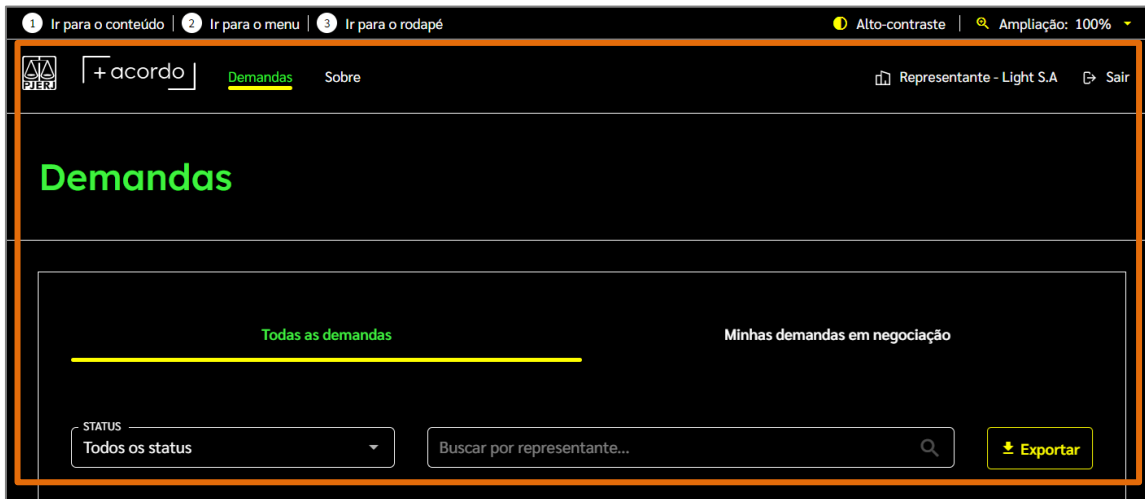 1 Ir para o conteúdo | 2 Ir para o menu | 3 Ir para o rodapé Alto-contraste | Ampliação: 100%
PJERJ +acordo Demandas Sobre Representante - Light S.A Sair
Demandas
Todas as demandas Minhas demandas em negociação
STATUS
Todos os status Buscar por representante... Exportar